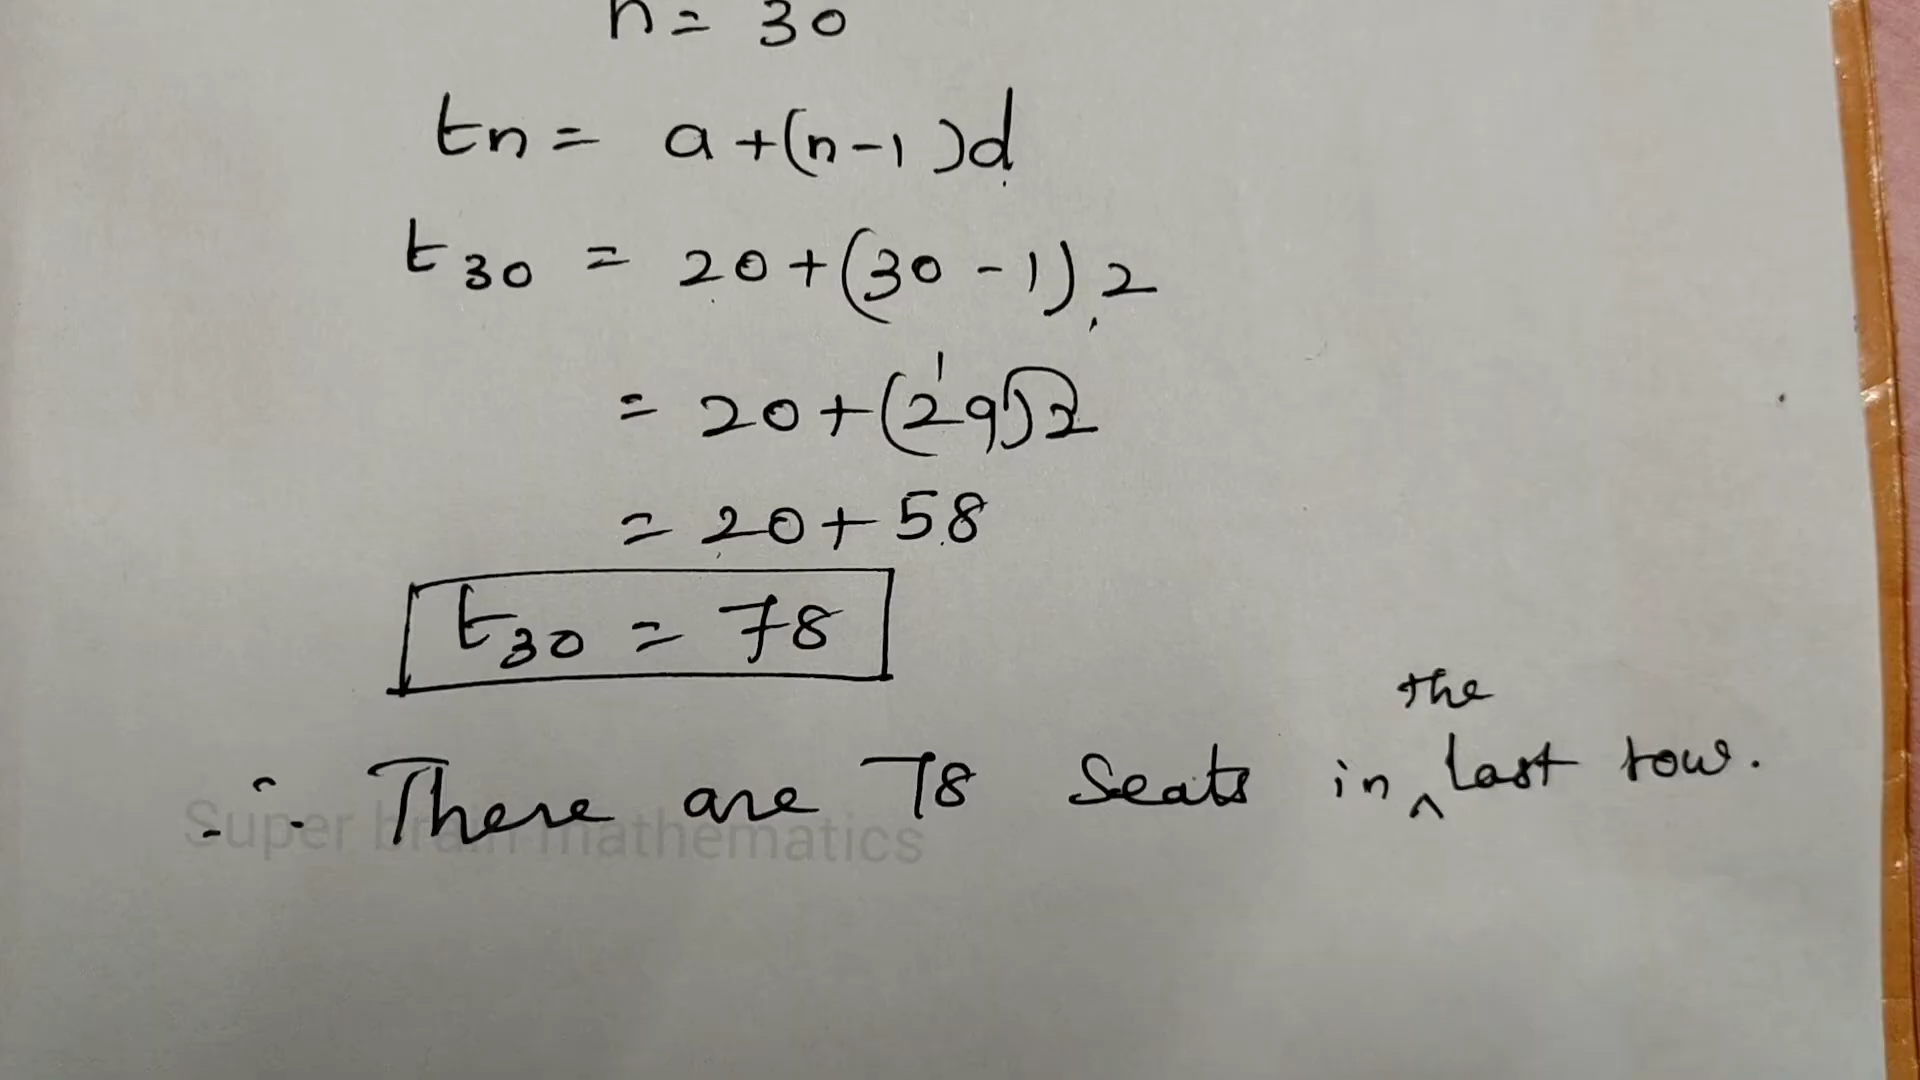 n = 30
tn = a+(n-1)d
t30 = 20+(30-1)2
= 20+(29)2
= 20+58
t30 = 78
the
∴ There are 78 Seats in ^ last row.
Super brain mathematics